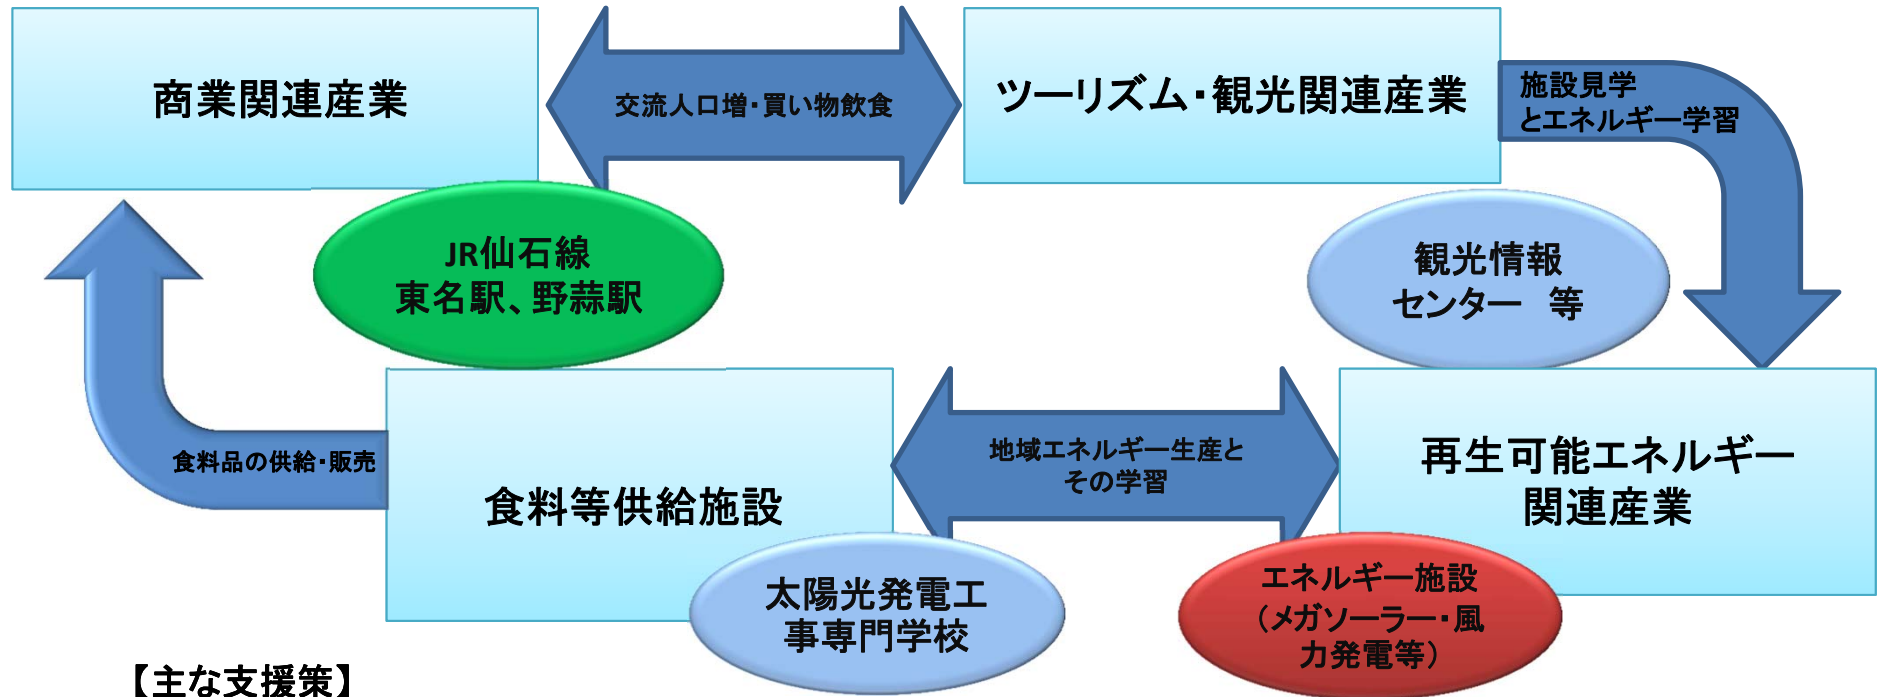 商業関連産業
交流人口増・買い物飲食
ツーリズム・観光関連産業
施設見学
とエネルギー学習
JR仙石線
東名駅、野蒜駅
観光情報
センター　等
食料品の供給・販売
食料等供給施設
地域エネルギー生産と
その学習
再生可能エネルギー
関連産業
太陽光発電工
事専門学校
エネルギー施設
（メガソーラー・風
力発電等）
【主な支援策】